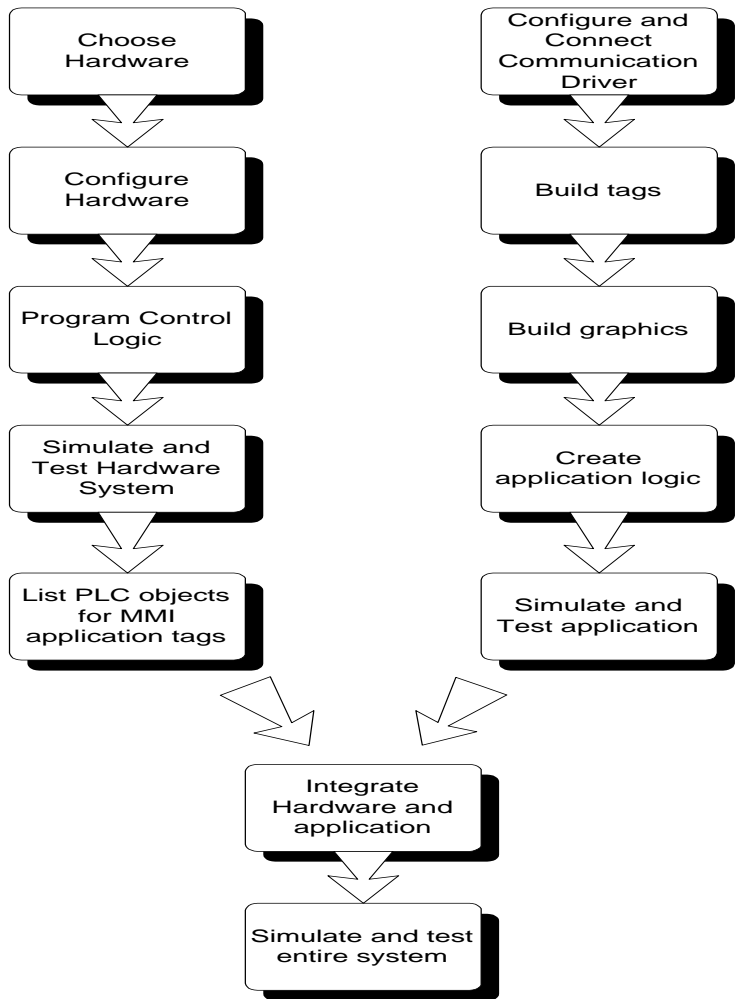 Choose
Hardware
Configure
Hardware
Program Control
Logic
Simulate and
Test Hardware
System
List PLC objects
for MMI
application tags
Configure and
Connect
Communication
Driver
Build tags
Build graphics
Create
application logic
Simulate and
Test application
Integrate
Hardware and
application
Simulate and test
entire system